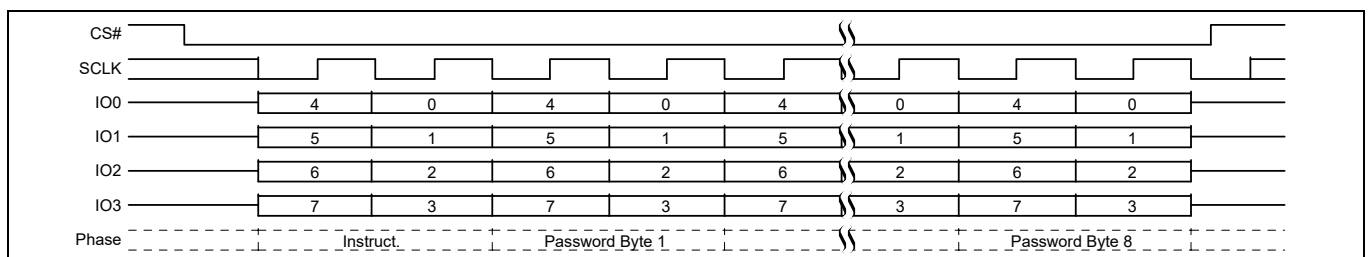 CS#
SCLK
IO0 4 0 4 0 4 0 4 0
IO1 5 1 5 1 5 1 5 1
IO2 6 2 6 2 6 2 6 2
IO3 7 3 7 3 7 3 7 3
Phase Instruct. Password Byte 1 Password Byte 8